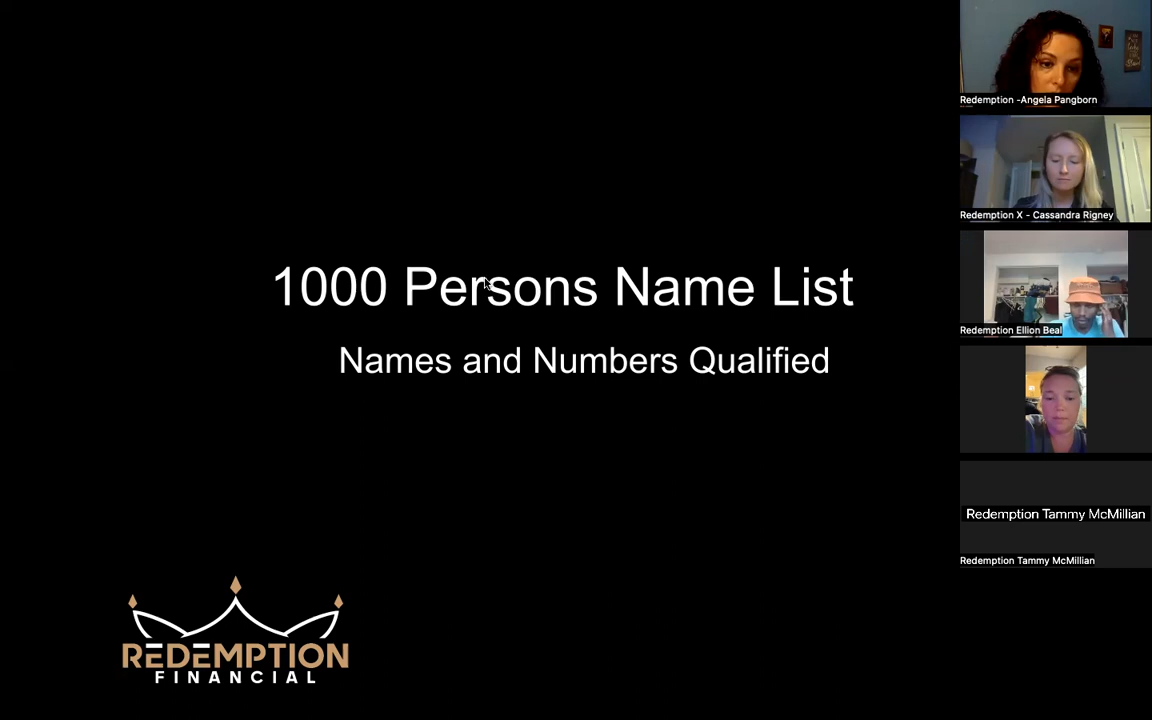 1000 Persons Name List
Names and Numbers Qualified
REDEMPTION
FINANCIAL
Redemption -Angela Pangborn
Redemption X - Cassandra Rigney
Redemption Ellion Beal
Redemption Tammy McMillian
Redemption Tammy McMillian